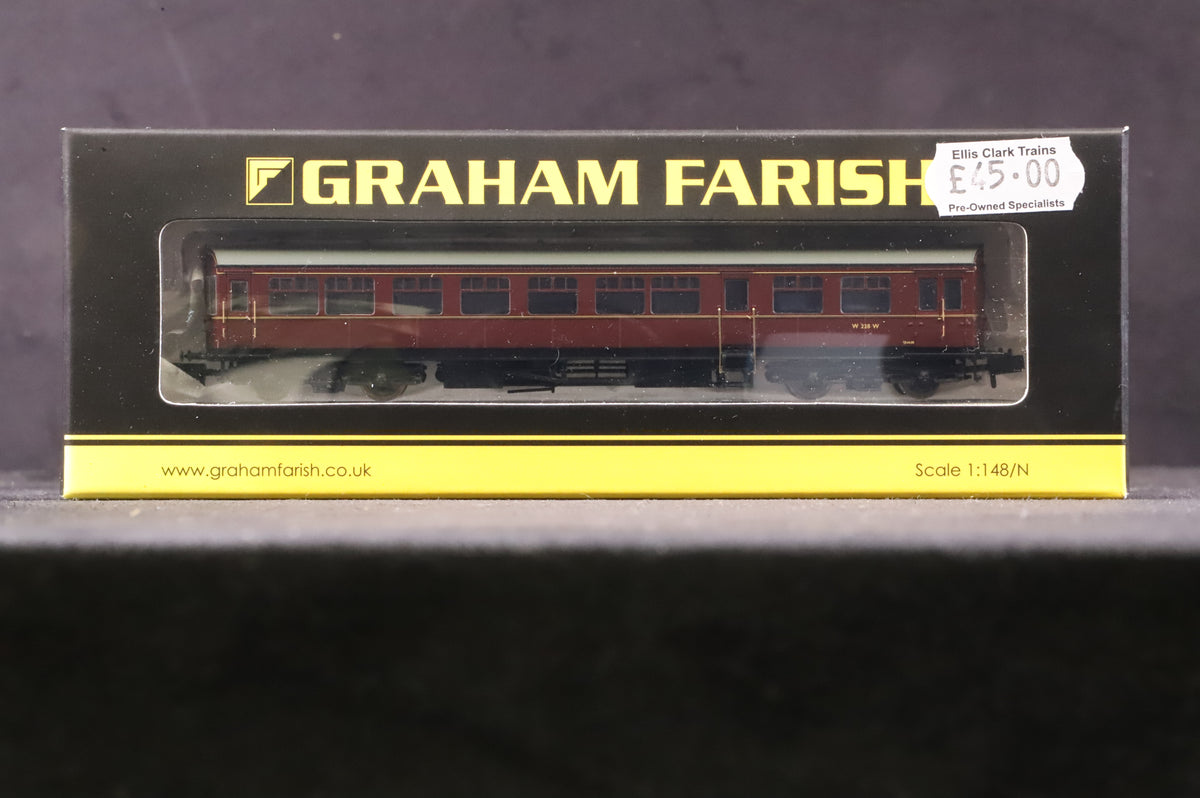 GRAHAM FARISH
Ellis Clark Trains
£45.00
Pre-Owned Specialists
W 238 W
www.grahamfarish.co.uk
Scale 1:148/N